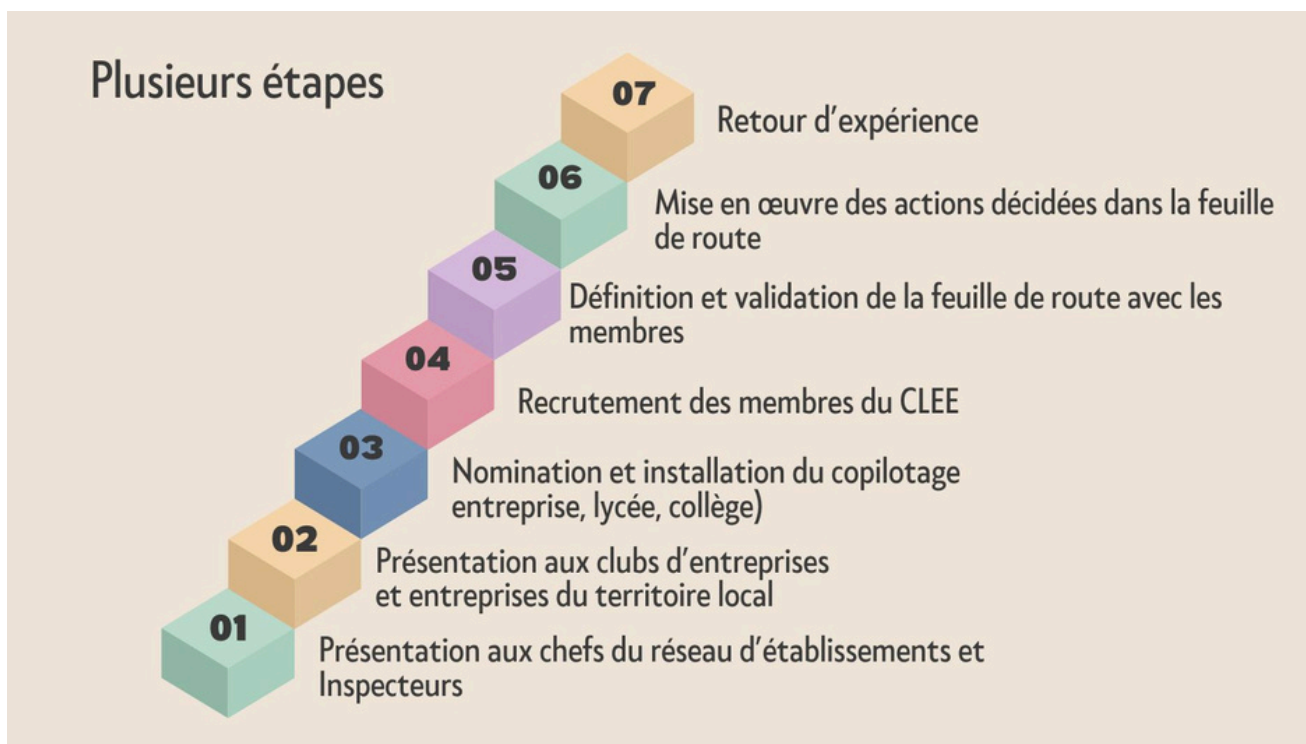 Plusieurs étapes
07
Retour d’expérience
06
Mise en œuvre des actions décidées dans la feuille
de route
05
Définition et validation de la feuille de route avec les
membres
04
Recrutement des membres du CLEE
03
Nomination et installation du copilotage
entreprise, lycée, collège)
02
Présentation aux clubs d’entreprises
et entreprises du territoire local
01
Présentation aux chefs du réseau d’établissements et
Inspecteurs